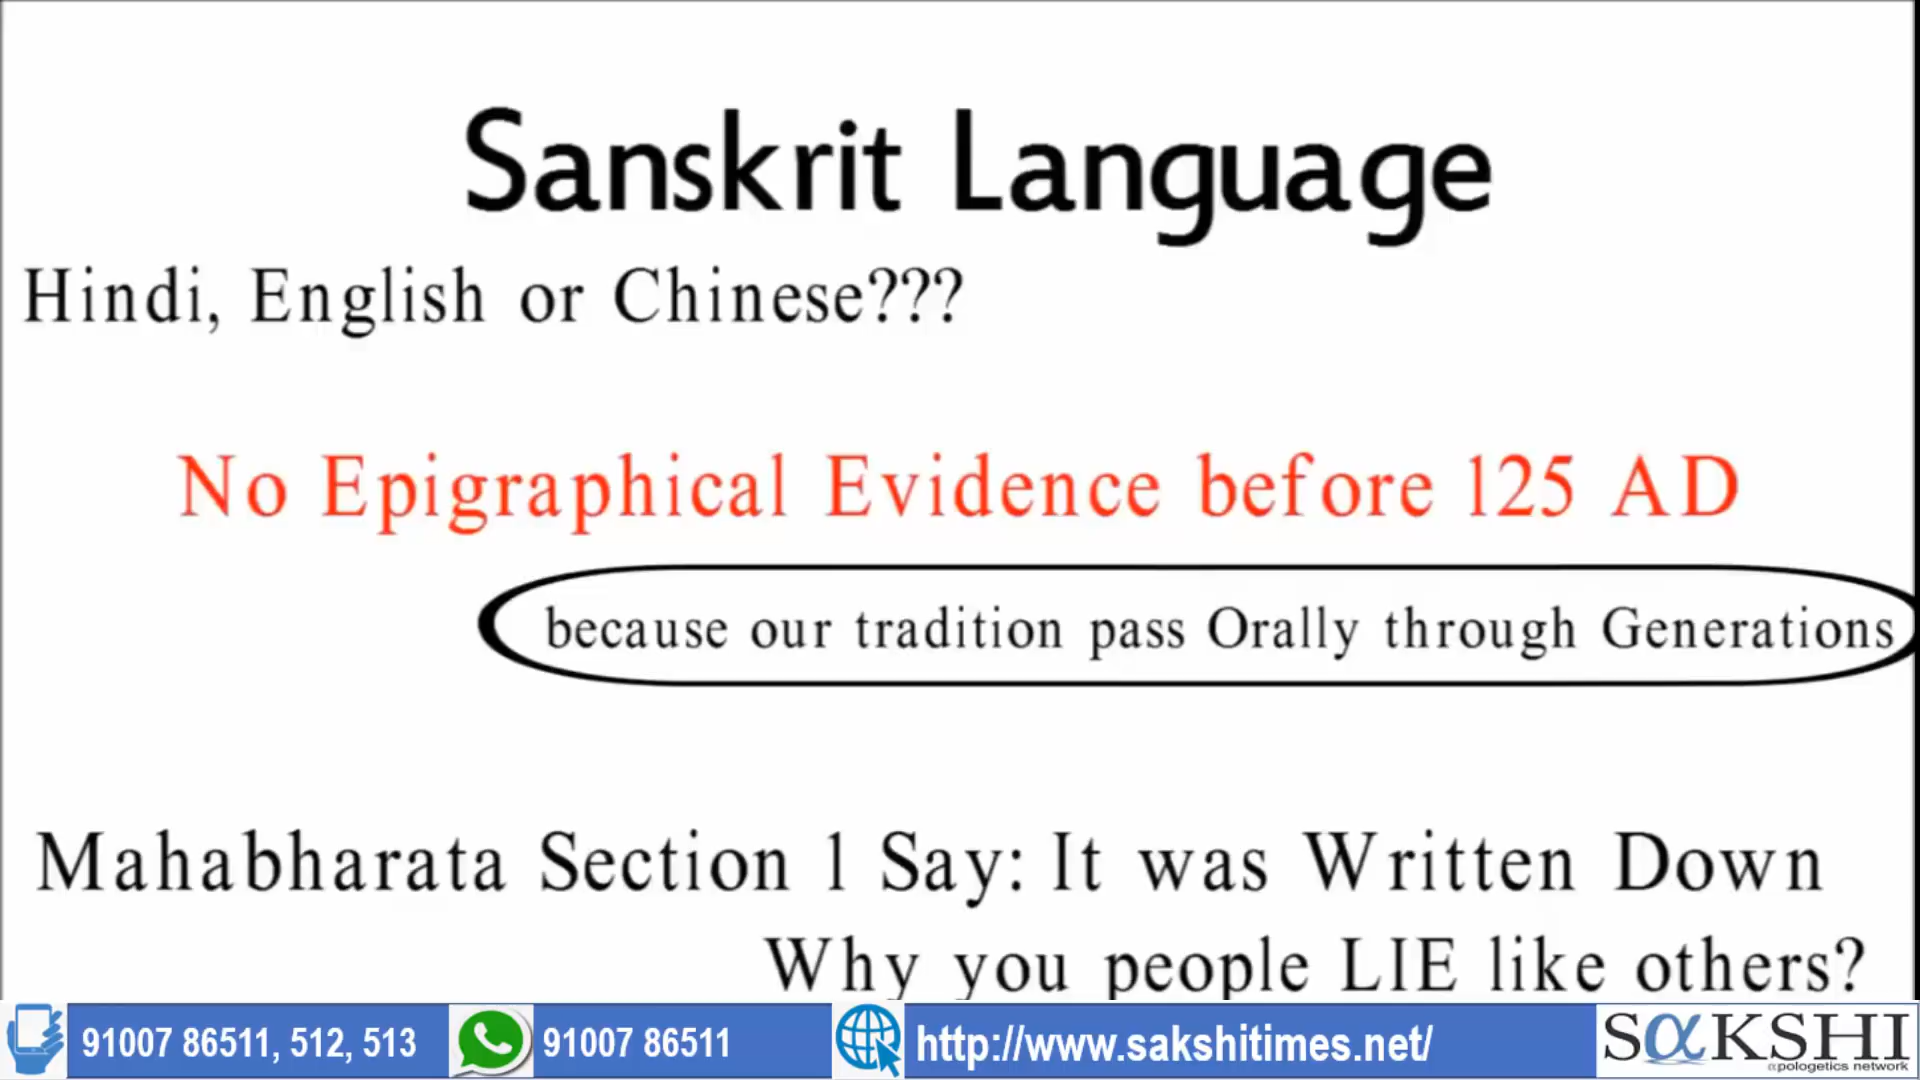 Sanskrit Language
Hindi, English or Chinese???
No Epigraphical Evidence before 125 AD
because our tradition pass Orally through Generations
Mahabharata Section 1 Say: It was Written Down
Why you people LIE like others?
91007 86511, 512, 513
91007 86511
http://www.sakshitimes.net/
SαKSHI
αpologetics network